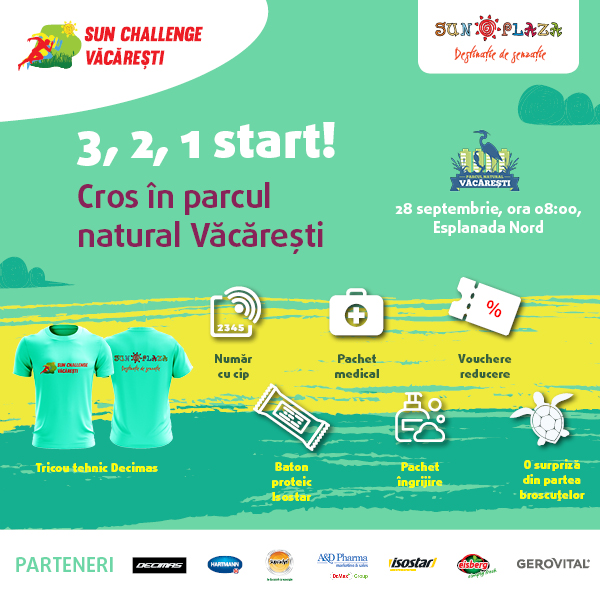 SUN CHALLENGE
VĂCĂREȘTI
SUN PLAZA
Destinație de senzație
3, 2, 1 start!
Cros în parcul
natural Văcărești
PARCUL NATURAL
VĂCĂREȘTI
28 septembrie, ora 08:00,
Esplanada Nord
2345
Număr
cu cip
Pachet
medical
%
Vouchere
reducere
SUN CHALLENGE
VĂCĂREȘTI
SUN PLAZA
Destinație de senzație
Tricou tehnic Decimas
Baton
proteic
Isostar
Pachet
îngrijire
O surpriză
din partea
broscuțelor
PARTENERI
DECIMAS
HARTMANN
A&D Pharma
marketing & sales
Dr.Max Group
isostar
eisberg
GEROVITAL